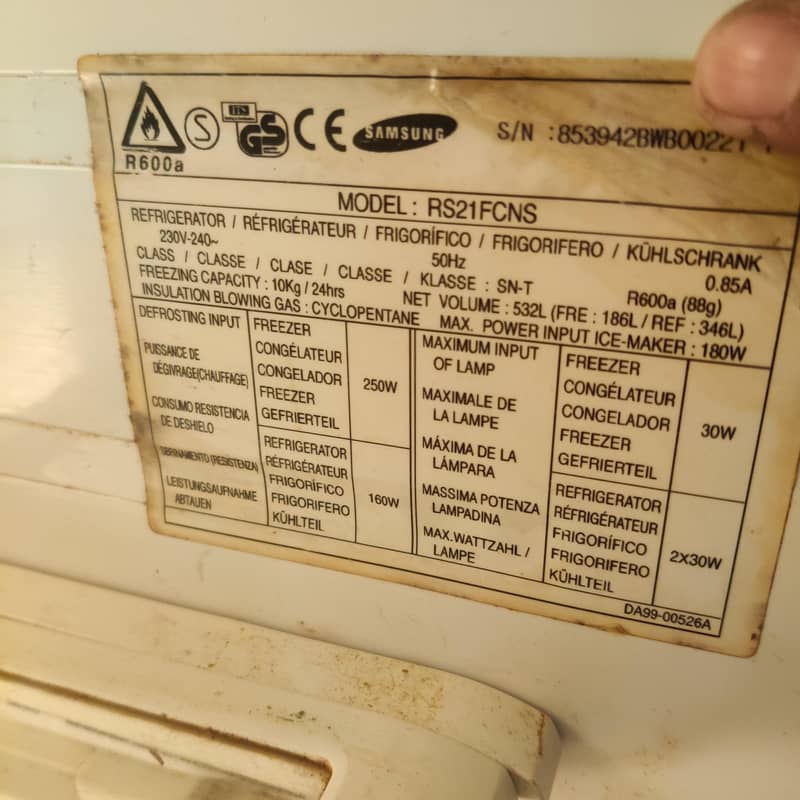 R600a
S
ITS
GS
CE
SAMSUNG
S/N : 853942BWB00221
MODEL : RS21FCNS
REFRIGERATOR / RÉFRIGÉRATEUR / FRIGORÍFICO / FRIGORIFERO / KÜHLSCHRANK
230V-240~ 50Hz 0.85A
CLASS / CLASSE / CLASE / CLASSE / KLASSE : SN-T R600a (88g)
FREEZING CAPACITY : 10Kg / 24hrs NET VOLUME : 532L (FRE : 186L / REF : 346L)
INSULATION BLOWING GAS : CYCLOPENTANE MAX. POWER INPUT ICE-MAKER : 180W
DEFROSTING INPUT
PUISSANCE DE
DÉGIVRAGE(CHAUFFAGE)
CONSUMO RESISTENCIA
DE DESHIELO
SBRINAMENTO (RESISTENZA)
LEISTUNGSAUFNAHME
ABTAUEN
FREEZER
CONGÉLATEUR
CONGELADOR
FREEZER
GEFRIERTEIL
250W
REFRIGERATOR
RÉFRIGÉRATEUR
FRIGORÍFICO
FRIGORIFERO
KÜHLTEIL
160W
MAXIMUM INPUT
OF LAMP
MAXIMALE DE
LA LAMPE
MÁXIMA DE LA
LÁMPARA
MASSIMA POTENZA
LAMPADINA
MAX.WATTZAHL /
LAMPE
FREEZER
CONGÉLATEUR
CONGELADOR
FREEZER
GEFRIERTEIL
30W
REFRIGERATOR
RÉFRIGÉRATEUR
FRIGORÍFICO
FRIGORIFERO
KÜHLTEIL
2X30W
DA99-00526A